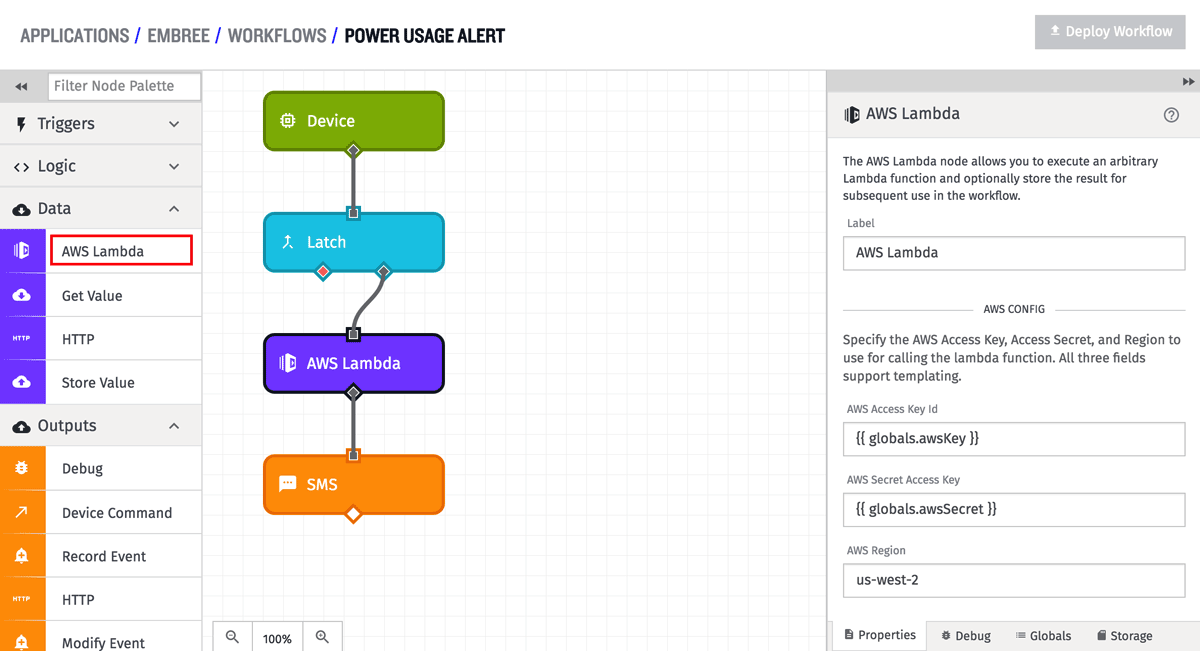 APPLICATIONS / EMBREE / WORKFLOWS / POWER USAGE ALERT
Deploy Workflow
Filter Node Palette
Triggers
Logic
Data
AWS Lambda
Get Value
HTTP
HTTP
Store Value
Outputs
Debug
Device Command
Record Event
HTTP
HTTP
Modify Event
Device
Latch
AWS Lambda
SMS
100%
AWS Lambda
The AWS Lambda node allows you to execute an arbitrary
Lambda function and optionally store the result for
subsequent use in the workflow.
Label
AWS Lambda
AWS CONFIG
Specify the AWS Access Key, Access Secret, and Region to
use for calling the lambda function. All three fields
support templating.
AWS Access Key Id
{{ globals.awsKey }}
AWS Secret Access Key
{{ globals.awsSecret }}
AWS Region
us-west-2
Properties
Debug
Globals
Storage